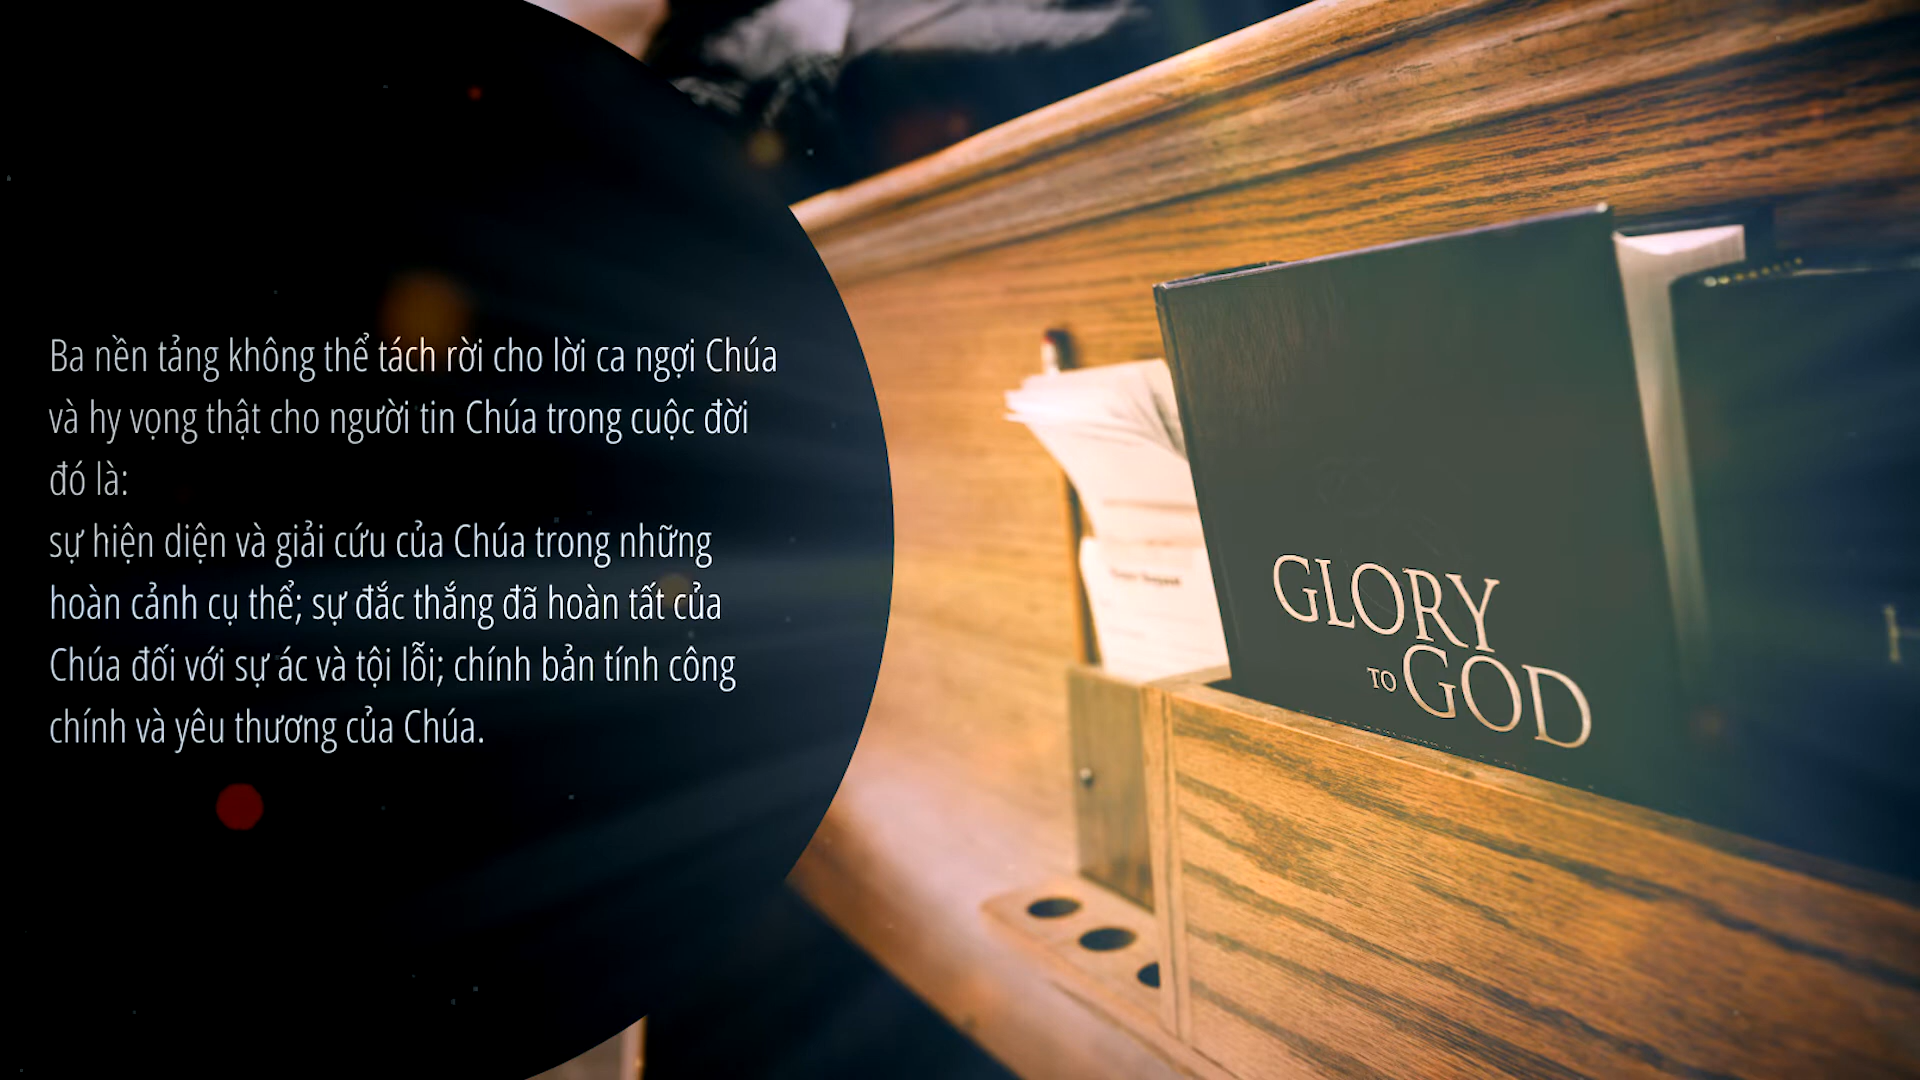 Ba nền tảng không thể tách rời cho lời ca ngợi Chúa
và hy vọng thật cho người tin Chúa trong cuộc đời
đó là:
sự hiện diện và giải cứu của Chúa trong những
hoàn cảnh cụ thể; sự đắc thắng đã hoàn tất của
Chúa đối với sự ác và tội lỗi; chính bản tính công
chính và yêu thương của Chúa.
GLORY
TO GOD